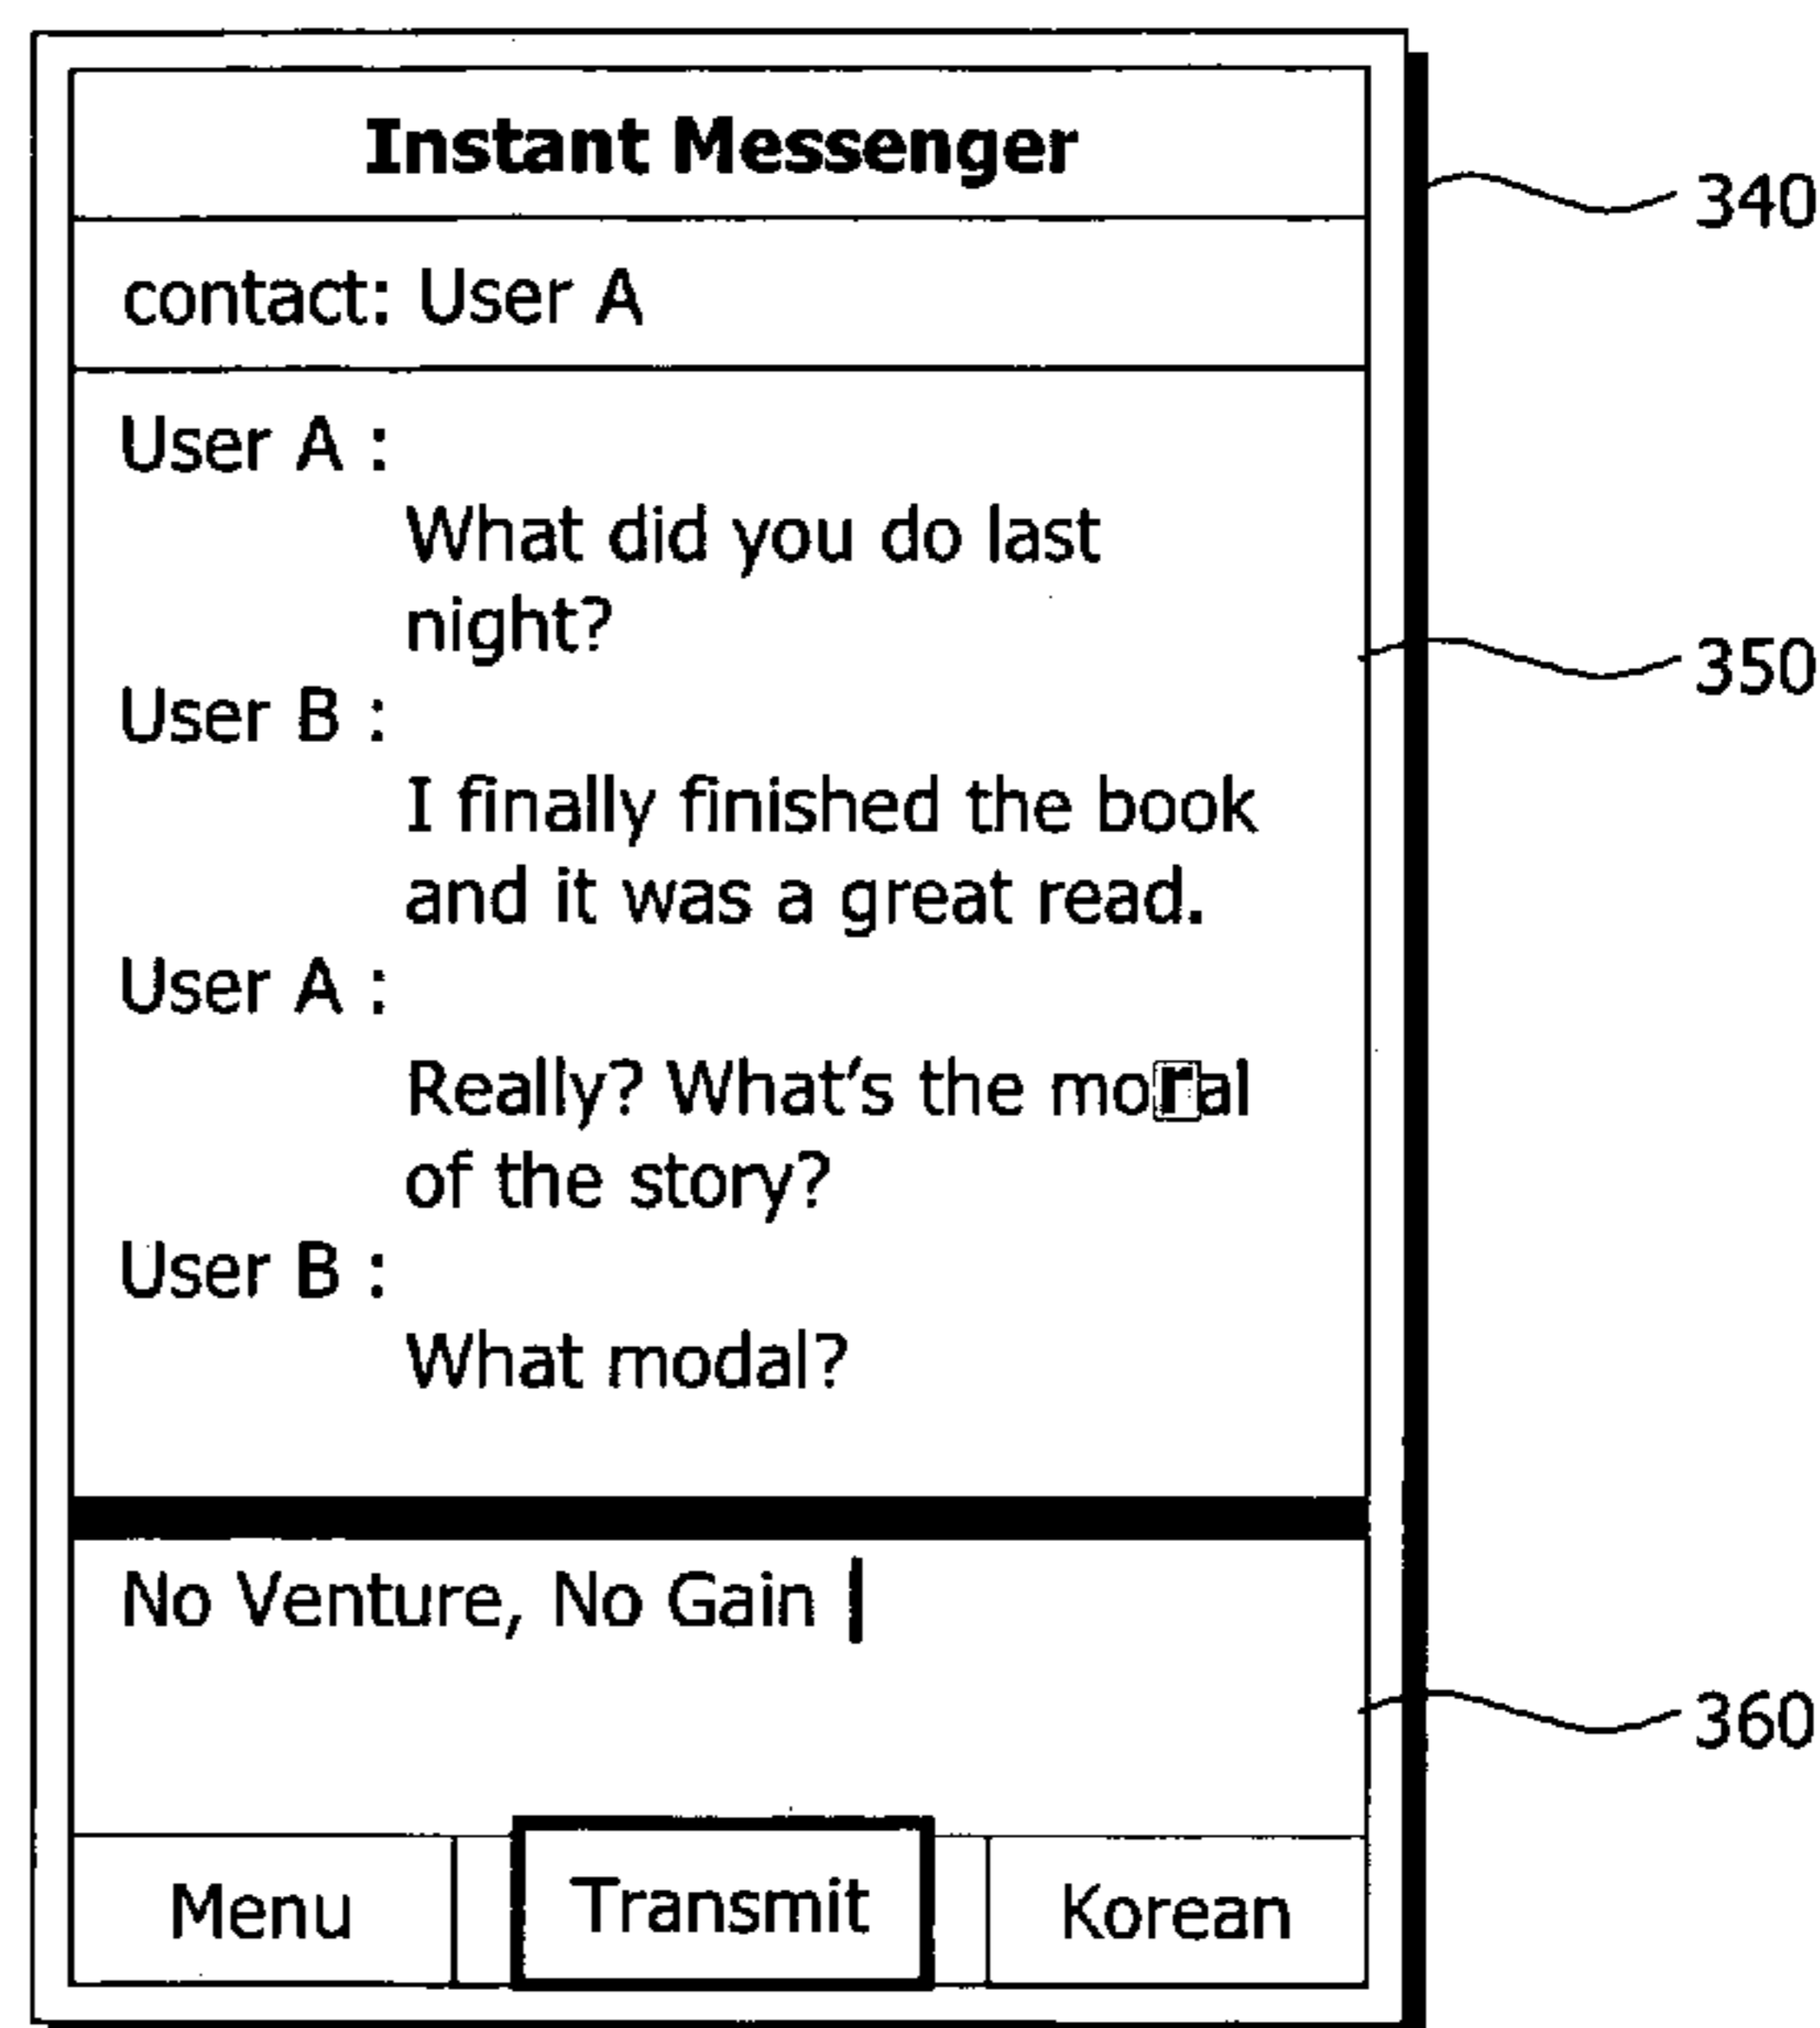 Instant Messenger
340
contact: User A
User A :
What did you do last
night?
350
User B :
I finally finished the book
and it was a great read.
User A :
Really? What's the moral
of the story?
User B :
What modal?
No Venture, No Gain
360
Menu
Transmit
Korean